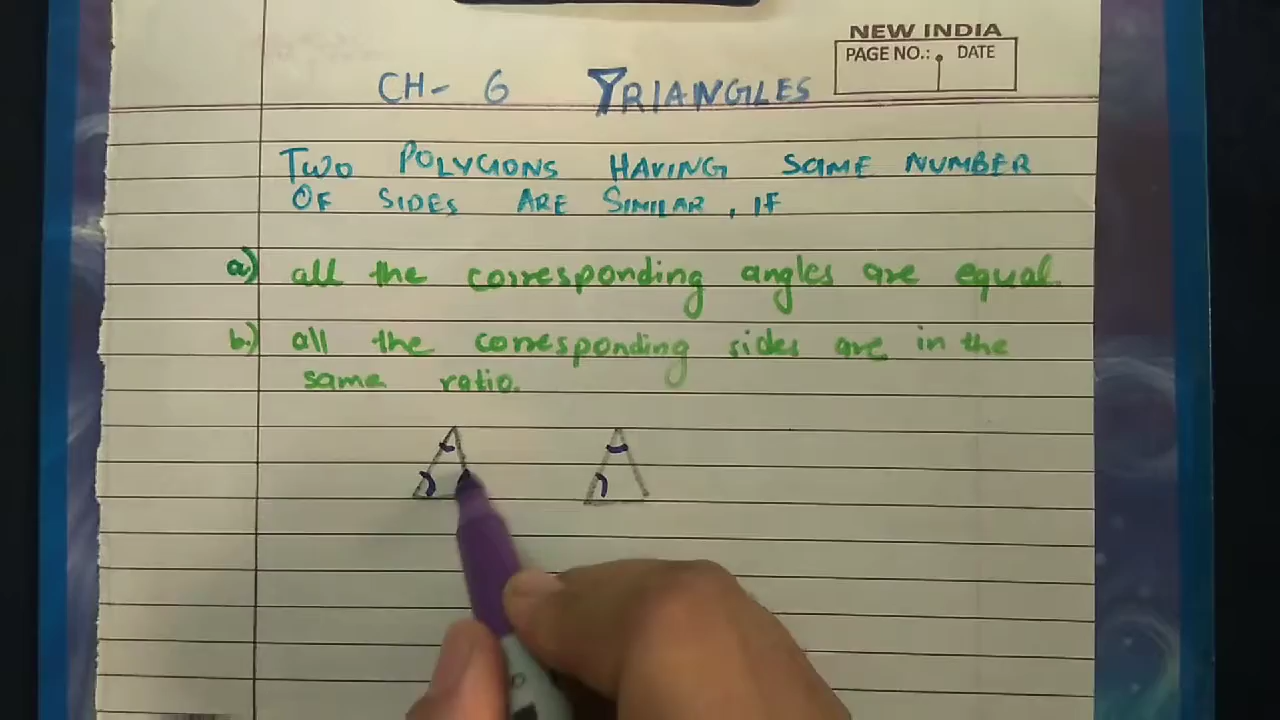 NEW INDIA
PAGE NO.: DATE
CH- 6 TRIANGLES
TWO POLYGONS HAVING SAME NUMBER
OF SIDES ARE SIMILAR, IF
a) all the corresponding angles are equal.
b.) all the corresponding sides are in the
same ratio.